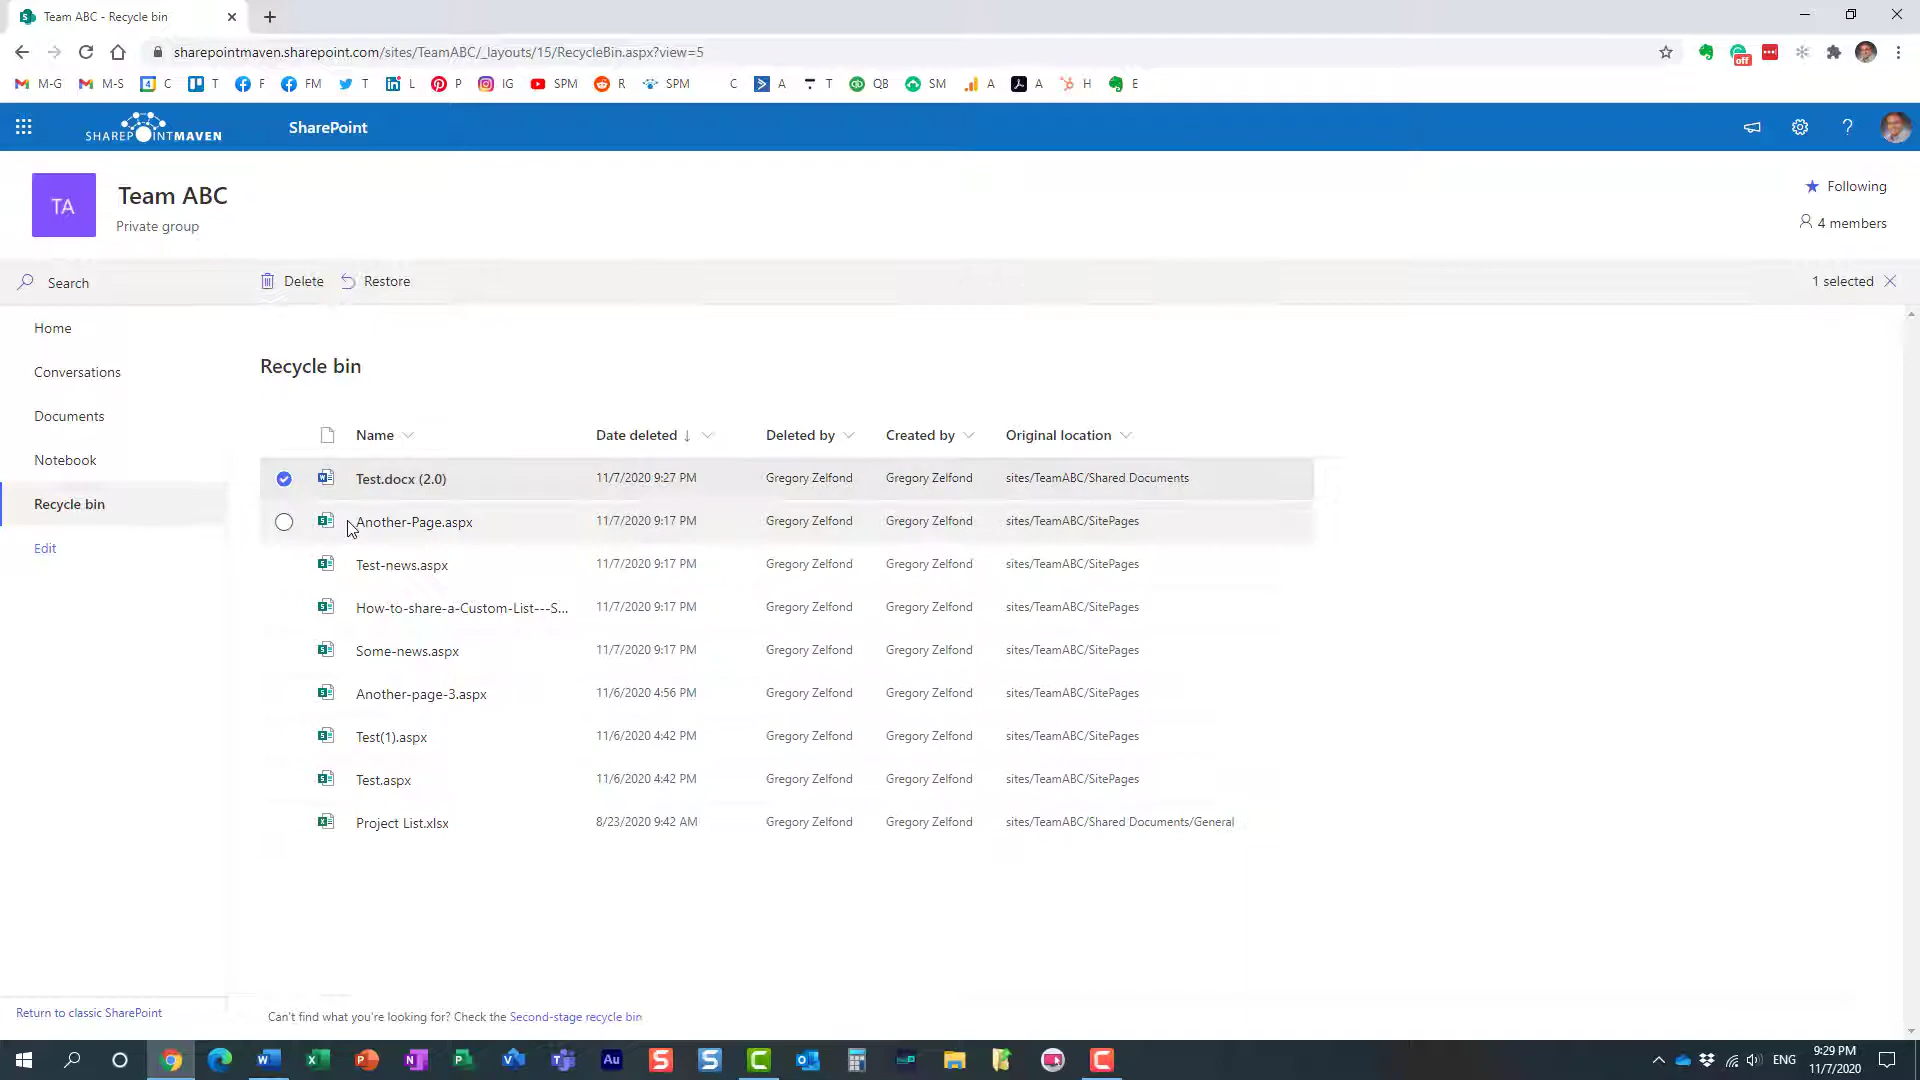 Team ABC - Recycle bin
sharepointmaven.sharepoint.com/sites/TeamABC/_layouts/15/RecycleBin.aspx?view=5
off
M-G M-S C T F FM T L P IG SPM R SPM C A T QB SM A A H E
SHAREPOINTMAVEN SharePoint
TA
Team ABC
Private group
Following
4 members
Search
Delete
Restore
1 selected
Home
Conversations
Documents
Notebook
Recycle bin
Edit
Recycle bin
Name Date deleted Deleted by Created by Original location
Test.docx (2.0) 11/7/2020 9:27 PM Gregory Zelfond Gregory Zelfond sites/TeamABC/Shared Documents
Another-Page.aspx 11/7/2020 9:17 PM Gregory Zelfond Gregory Zelfond sites/TeamABC/SitePages
Test-news.aspx 11/7/2020 9:17 PM Gregory Zelfond Gregory Zelfond sites/TeamABC/SitePages
How-to-share-a-Custom-List---S... 11/7/2020 9:17 PM Gregory Zelfond Gregory Zelfond sites/TeamABC/SitePages
Some-news.aspx 11/7/2020 9:17 PM Gregory Zelfond Gregory Zelfond sites/TeamABC/SitePages
Another-page-3.aspx 11/6/2020 4:56 PM Gregory Zelfond Gregory Zelfond sites/TeamABC/SitePages
Test(1).aspx 11/6/2020 4:42 PM Gregory Zelfond Gregory Zelfond sites/TeamABC/SitePages
Test.aspx 11/6/2020 4:42 PM Gregory Zelfond Gregory Zelfond sites/TeamABC/SitePages
Project List.xlsx 8/23/2020 9:42 AM Gregory Zelfond Gregory Zelfond sites/TeamABC/Shared Documents/General
Return to classic SharePoint
Can't find what you're looking for? Check the Second-stage recycle bin
ENG
9:29 PM
11/7/2020